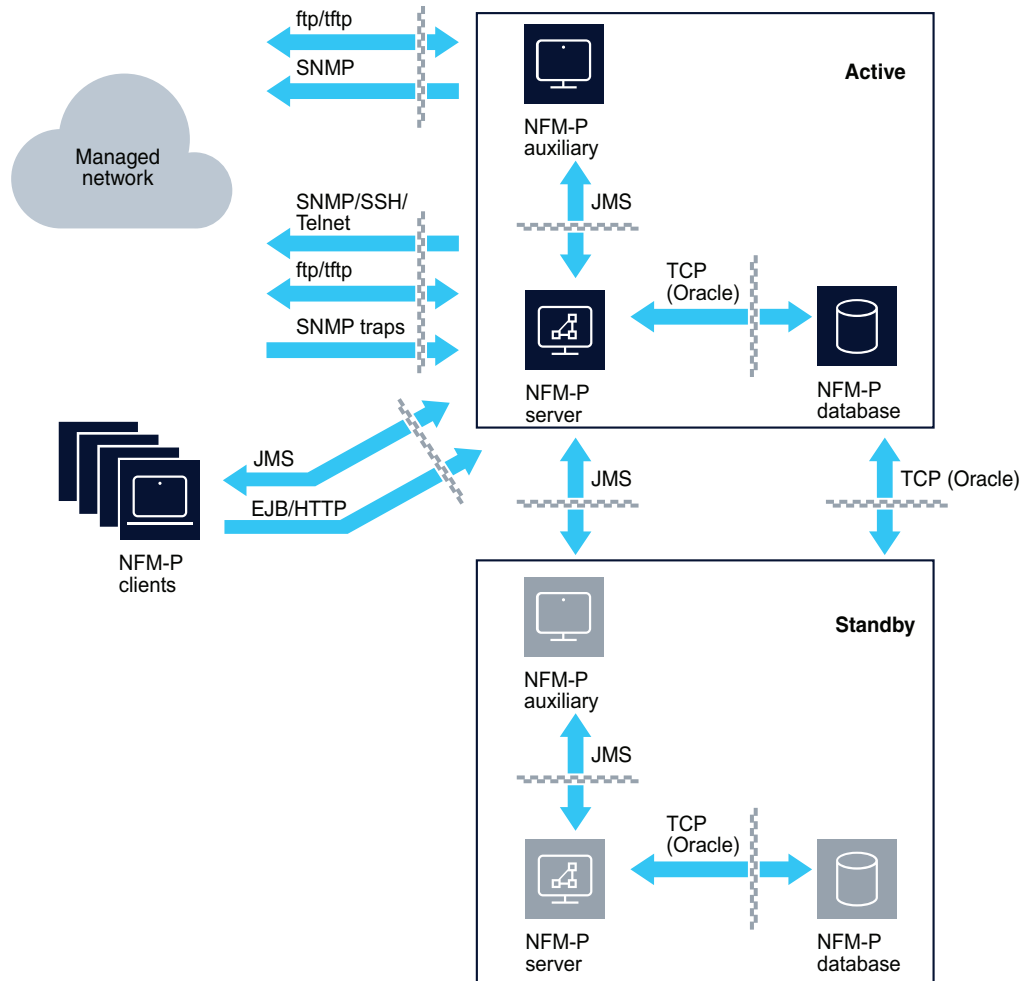 ftp/tftp
SNMP
Active
NFM-P
auxiliary
Managed
network
SNMP/SSH/
Telnet
JMS
ftp/tftp
TCP
(Oracle)
SNMP traps
NFM-P
server
NFM-P
database
JMS
EJB/HTTP
NFM-P
clients
JMS
TCP (Oracle)
Standby
NFM-P
auxiliary
JMS
TCP
(Oracle)
NFM-P
server
NFM-P
database